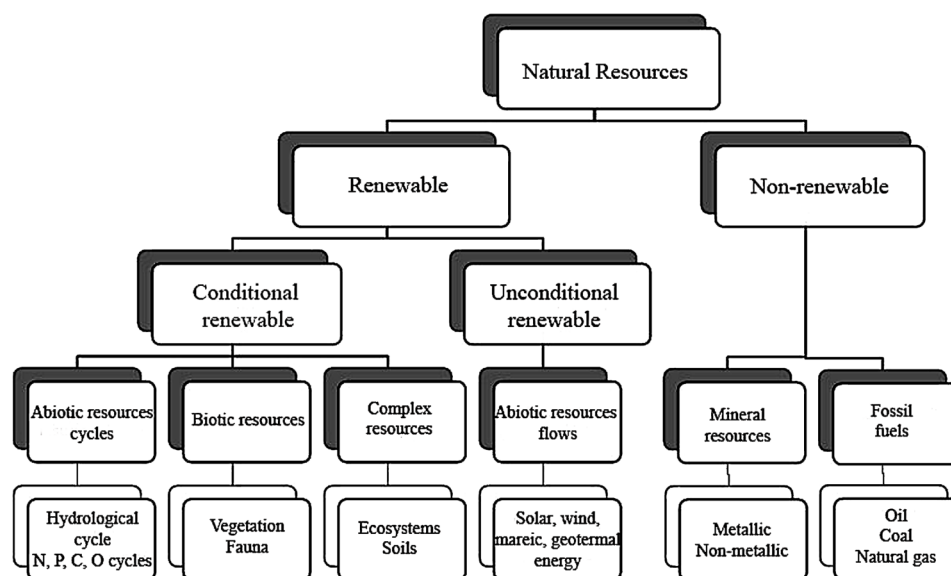 Natural Resources
Renewable
Non-renewable
Conditional
renewable
Unconditional
renewable
Abiotic resources
cycles
Biotic resources
Complex
resources
Abiotic resources
flows
Mineral
resources
Fossil
fuels
Hydrological
cycle
N, P, C, O cycles
Vegetation
Fauna
Ecosystems
Soils
Solar, wind,
mareic, geotermal
energy
Metallic
Non-metallic
Oil
Coal
Natural gas